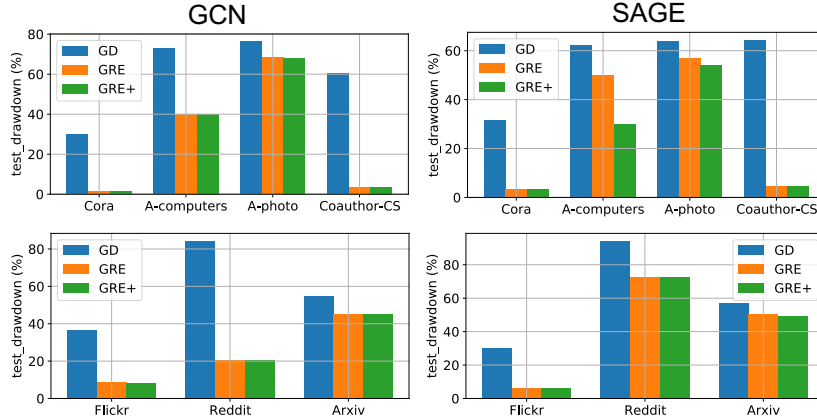 GCN
SAGE
test_drawdown (%)
80
60
40
20
0
GD
GRE
GRE+
Cora
A-computers
A-photo
Coauthor-CS
test_drawdown (%)
60
40
20
0
GD
GRE
GRE+
Cora
A-computers
A-photo
Coauthor-CS
test_drawdown (%)
80
60
40
20
0
GD
GRE
GRE+
Flickr
Reddit
Arxiv
test_drawdown (%)
80
60
40
20
0
GD
GRE
GRE+
Flickr
Reddit
Arxiv